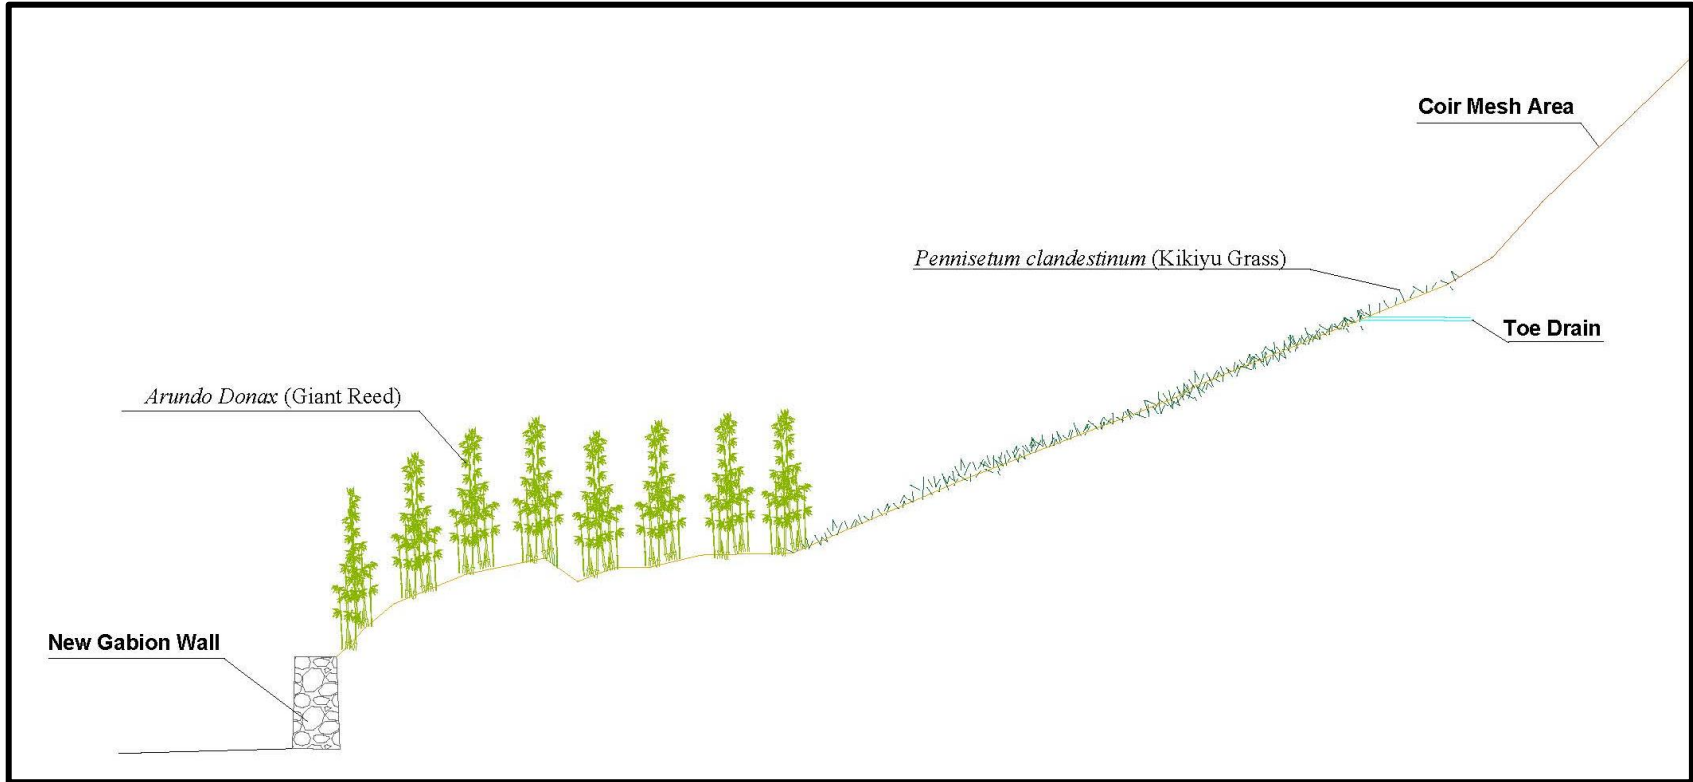 Coir Mesh Area
Pennisetum clandestinum (Kikiyu Grass)
Toe Drain
Arundo Donax (Giant Reed)
New Gabion Wall